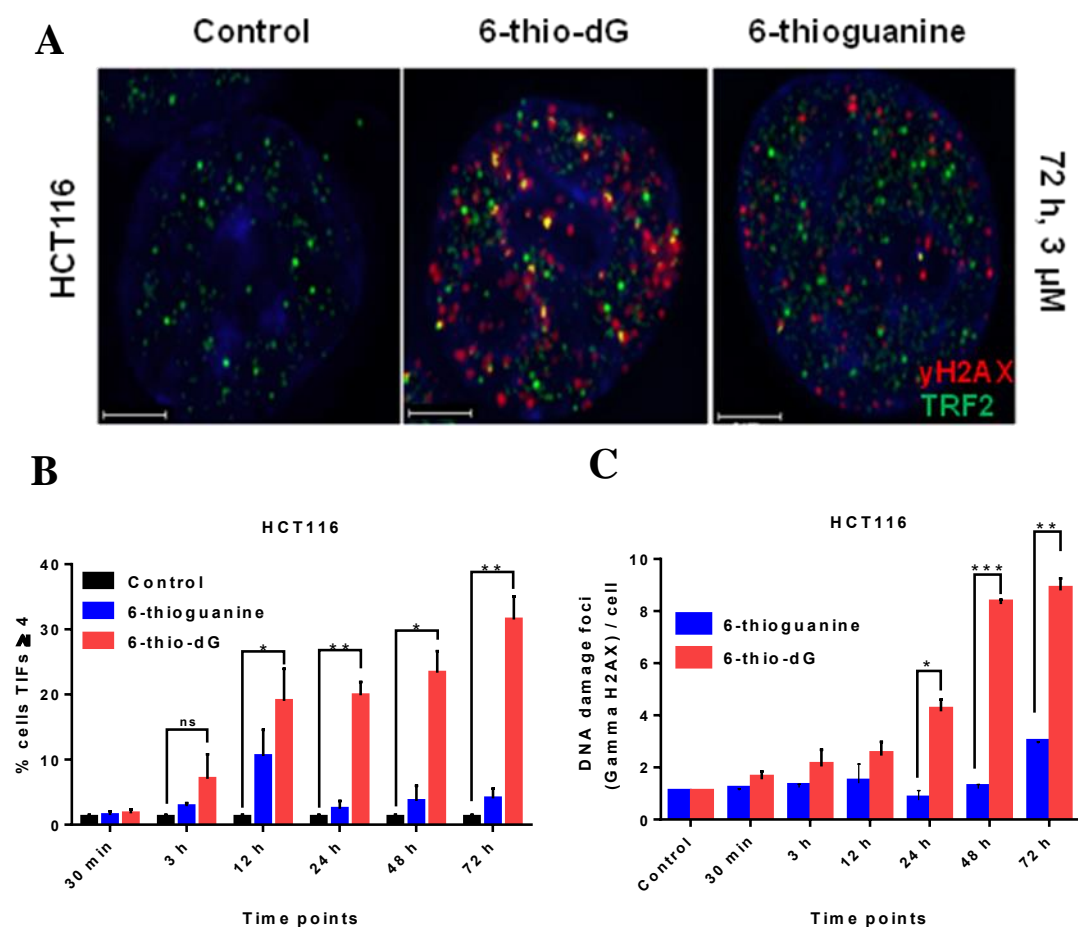 A
Control
6-thio-dG
6-thioguanine
HCT116
72 h, 3 µM
γH2AX
TRF2
B
HCT116
% cells TIFs ≥ 4
40
30
20
10
0
Control
6-thioguanine
6-thio-dG
ns
*
**
*
**
30 min
3 h
12 h
24 h
48 h
72 h
Time points
C
HCT116
DNA damage foci
(Gamma H2AX) / cell
10
8
6
4
2
0
6-thioguanine
6-thio-dG
*
***
**
Control
30 min
3 h
12 h
24 h
48 h
72 h
Time points